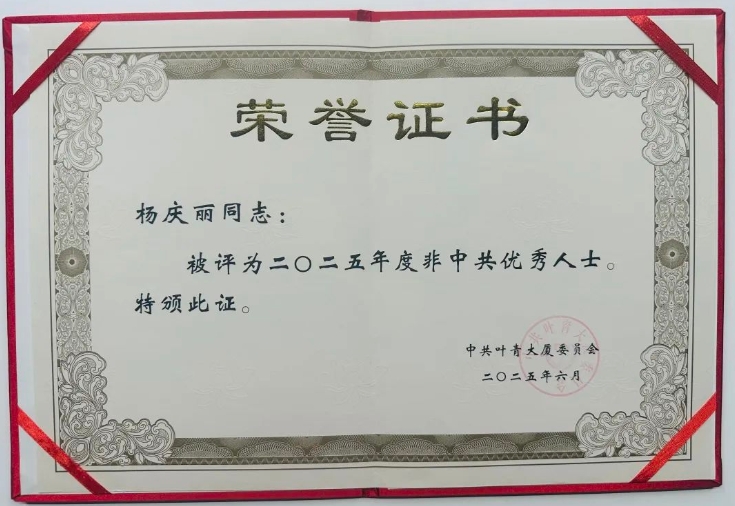 荣誉证书
杨庆丽同志：
被评为二〇二五年度非中共优秀人士。
特颁此证。
中共叶青大厦委员会
二〇二五年六月